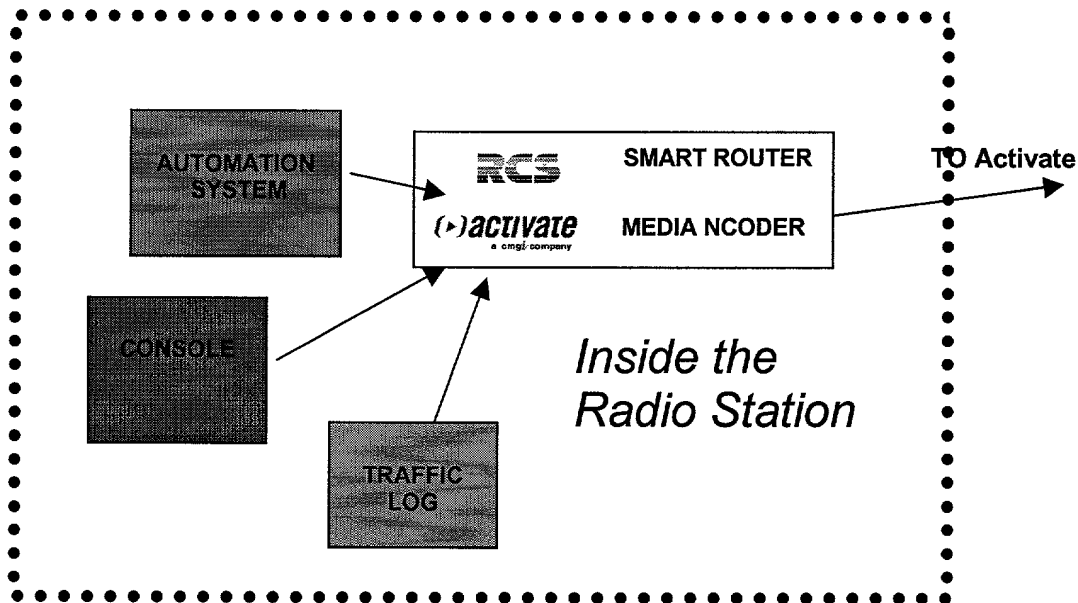 AUTOMATION
SYSTEM
RCS
SMART ROUTER
(▸)activate
a cmgi company
MEDIA NCODER
TO Activate
CONSOLE
Inside the
Radio Station
TRAFFIC
LOG